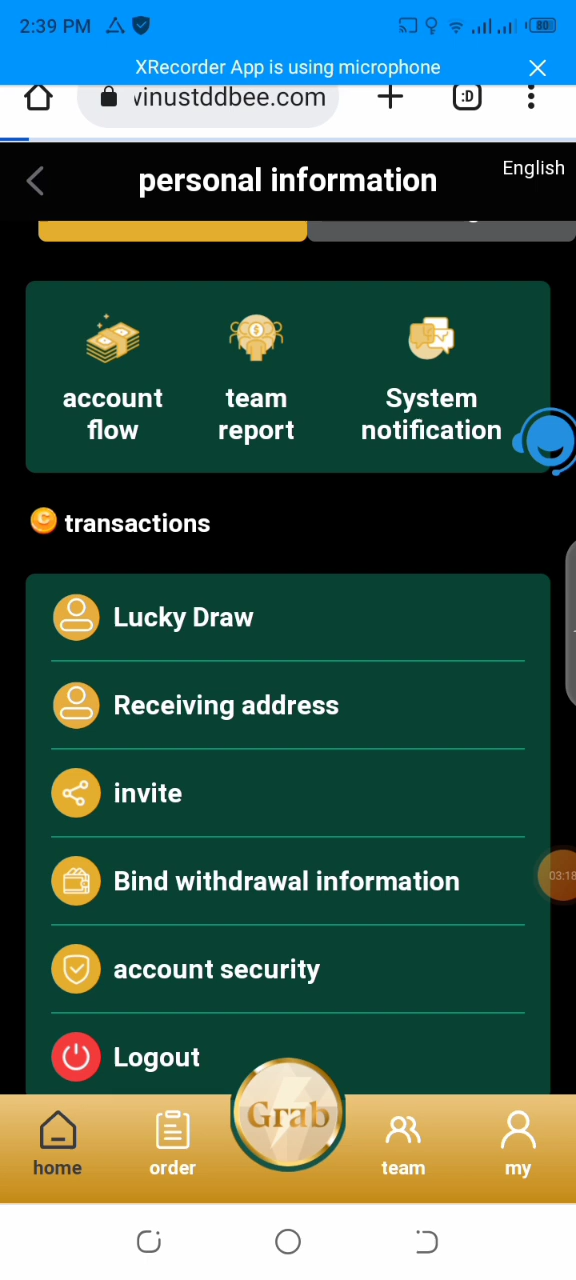 2:39 PM
80
XRecorder App is using microphone
vinustddbee.com
:D
personal information
English
account flow
team report
System notification
transactions
Lucky Draw
Receiving address
invite
Bind withdrawal information
03:18
account security
Logout
Grab
home
order
team
my